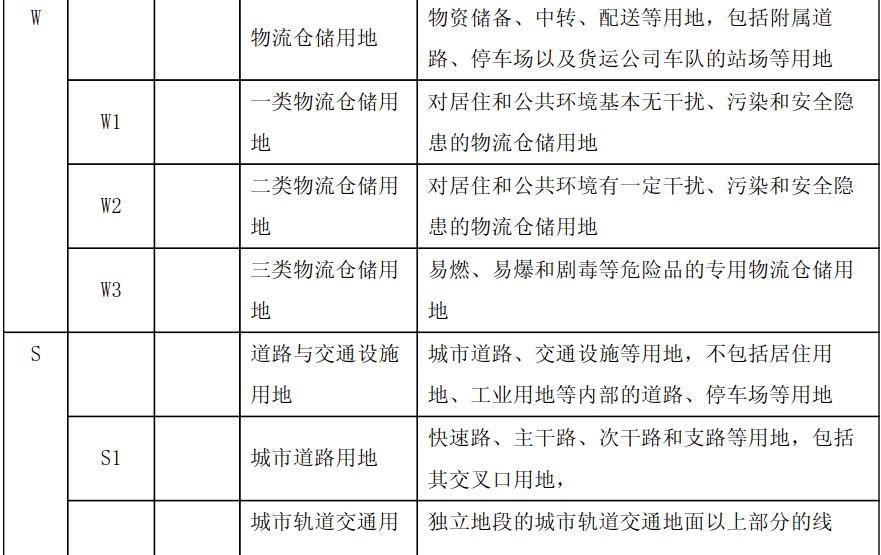 W
物流仓储用地
物资储备、中转、配送等用地，包括附属道
路、停车场以及货运公司车队的站场等用地
W1
一类物流仓储用
地
对居住和公共环境基本无干扰、污染和安全隐
患的物流仓储用地
W2
二类物流仓储用
地
对居住和公共环境有一定干扰、污染和安全隐
患的物流仓储用地
W3
三类物流仓储用
地
易燃、易爆和剧毒等危险品的专用物流仓储用
地
S
道路与交通设施
用地
城市道路、交通设施等用地，不包括居住用
地、工业用地等内部的道路、停车场等用地
S1
城市道路用地
快速路、主干路、次干路和支路等用地，包括
其交叉口用地，
城市轨道交通用
独立地段的城市轨道交通地面以上部分的线